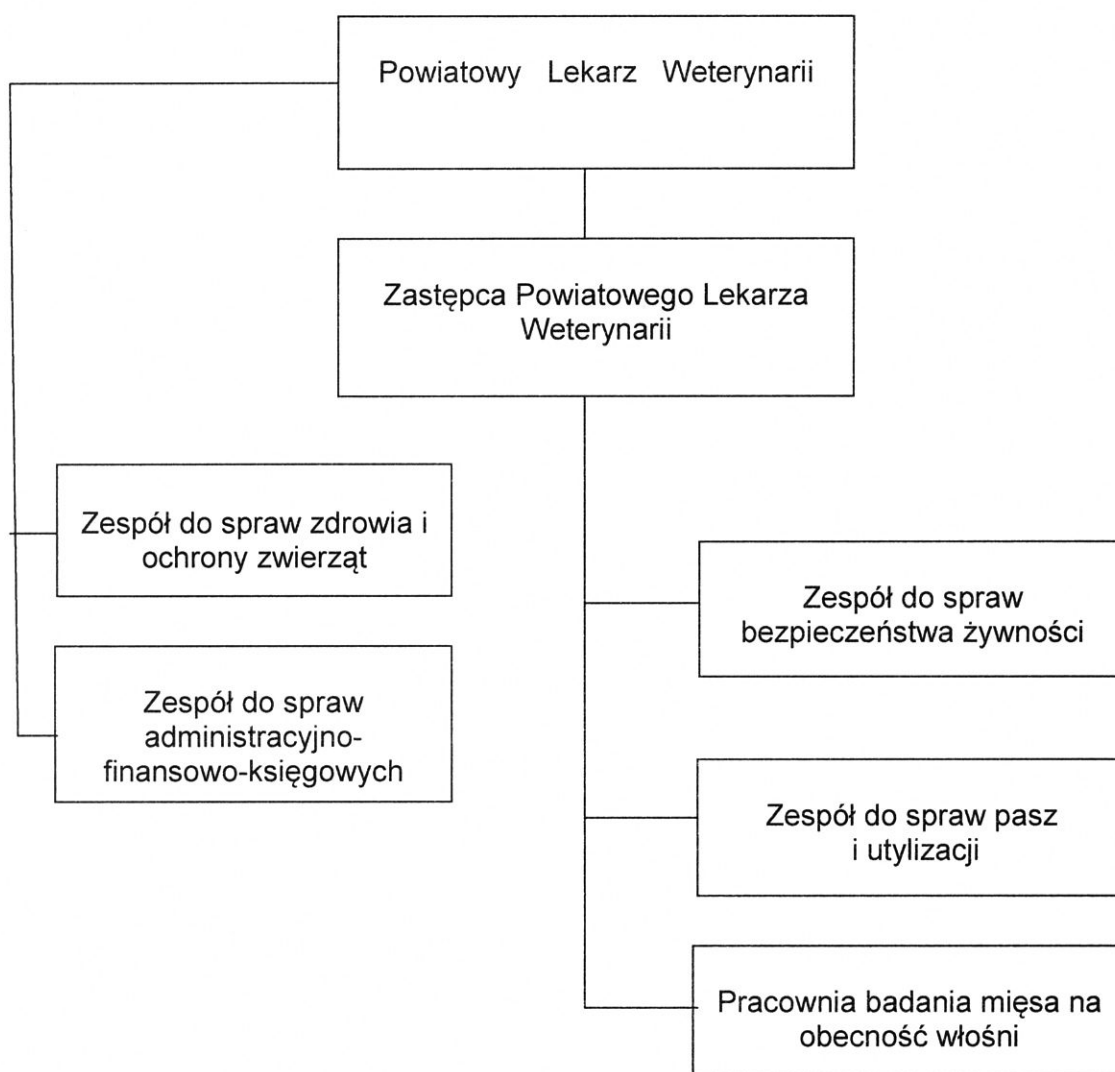 Powiatowy Lekarz Weterynarii
Zastępca Powiatowego Lekarza
Weterynarii
Zespół do spraw zdrowia i
ochrony zwierząt
Zespół do spraw
administracyjno-
finansowo-księgowych
Zespół do spraw
bezpieczeństwa żywności
Zespół do spraw pasz
i utylizacji
Pracownia badania mięsa na
obecność włośni